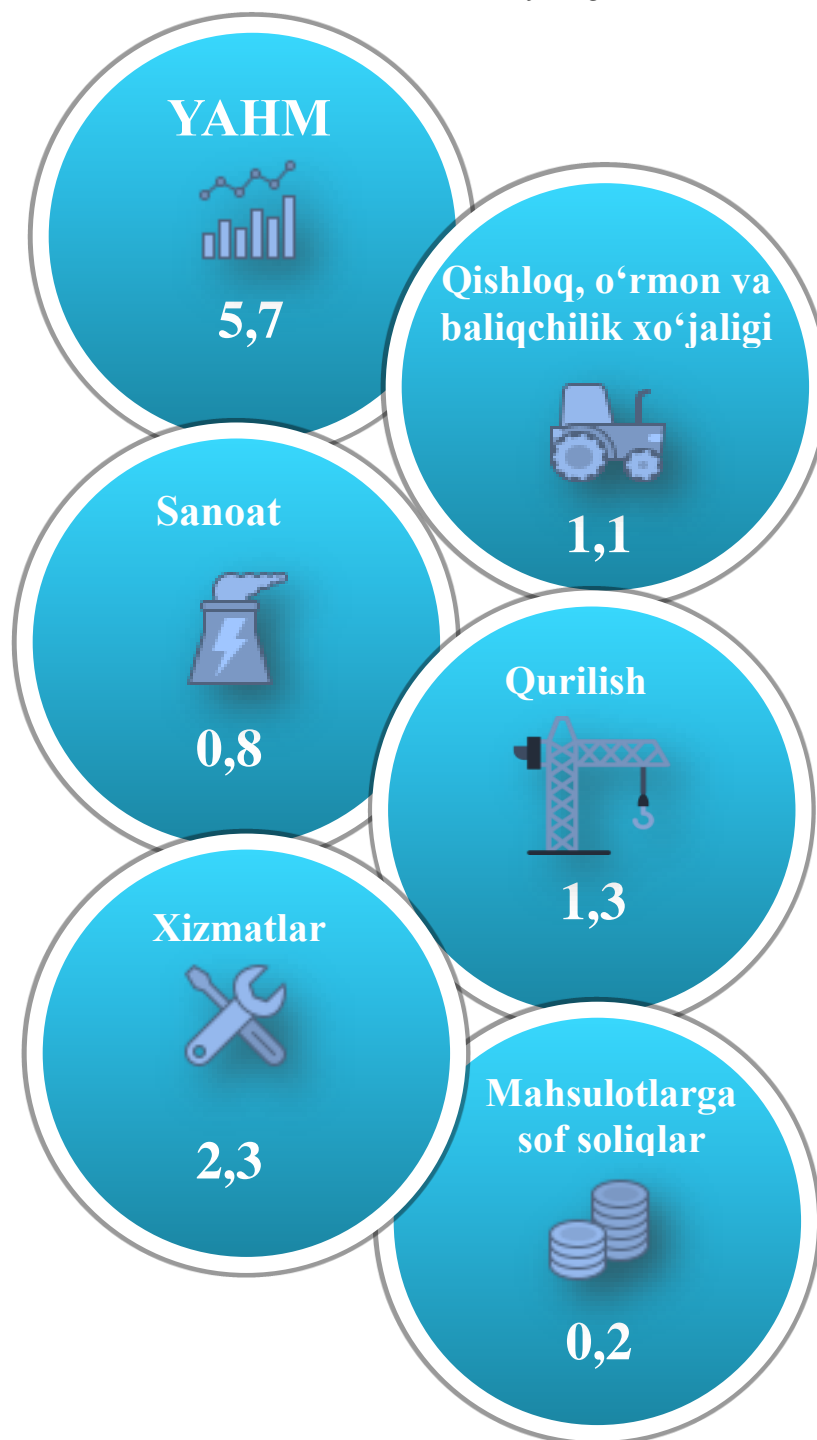 YAHM
5,7
Qishloq, o‘rmon va
baliqchilik xo‘jaligi
1,1
Sanoat
0,8
Qurilish
1,3
Xizmatlar
2,3
Mahsulotlarga
sof soliqlar
0,2